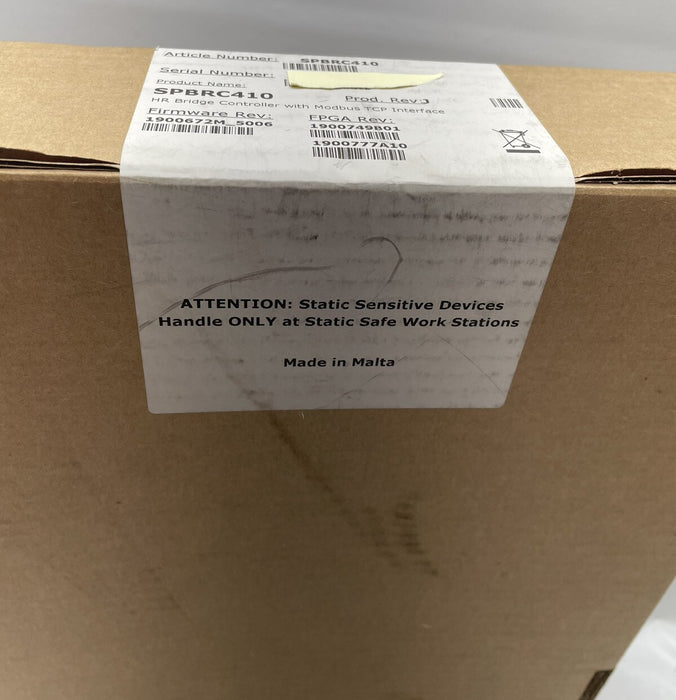 Article Number:
SPBRC410
Serial Number:
Product Name:
SPBRC410
Prod. Rev:J
HR Bridge Controller with Modbus TCP Interface
Firmware Rev:
1900672M_5006
FPGA Rev:
1900749B01
1900777A10
ATTENTION: Static Sensitive Devices
Handle ONLY at Static Safe Work Stations
Made in Malta